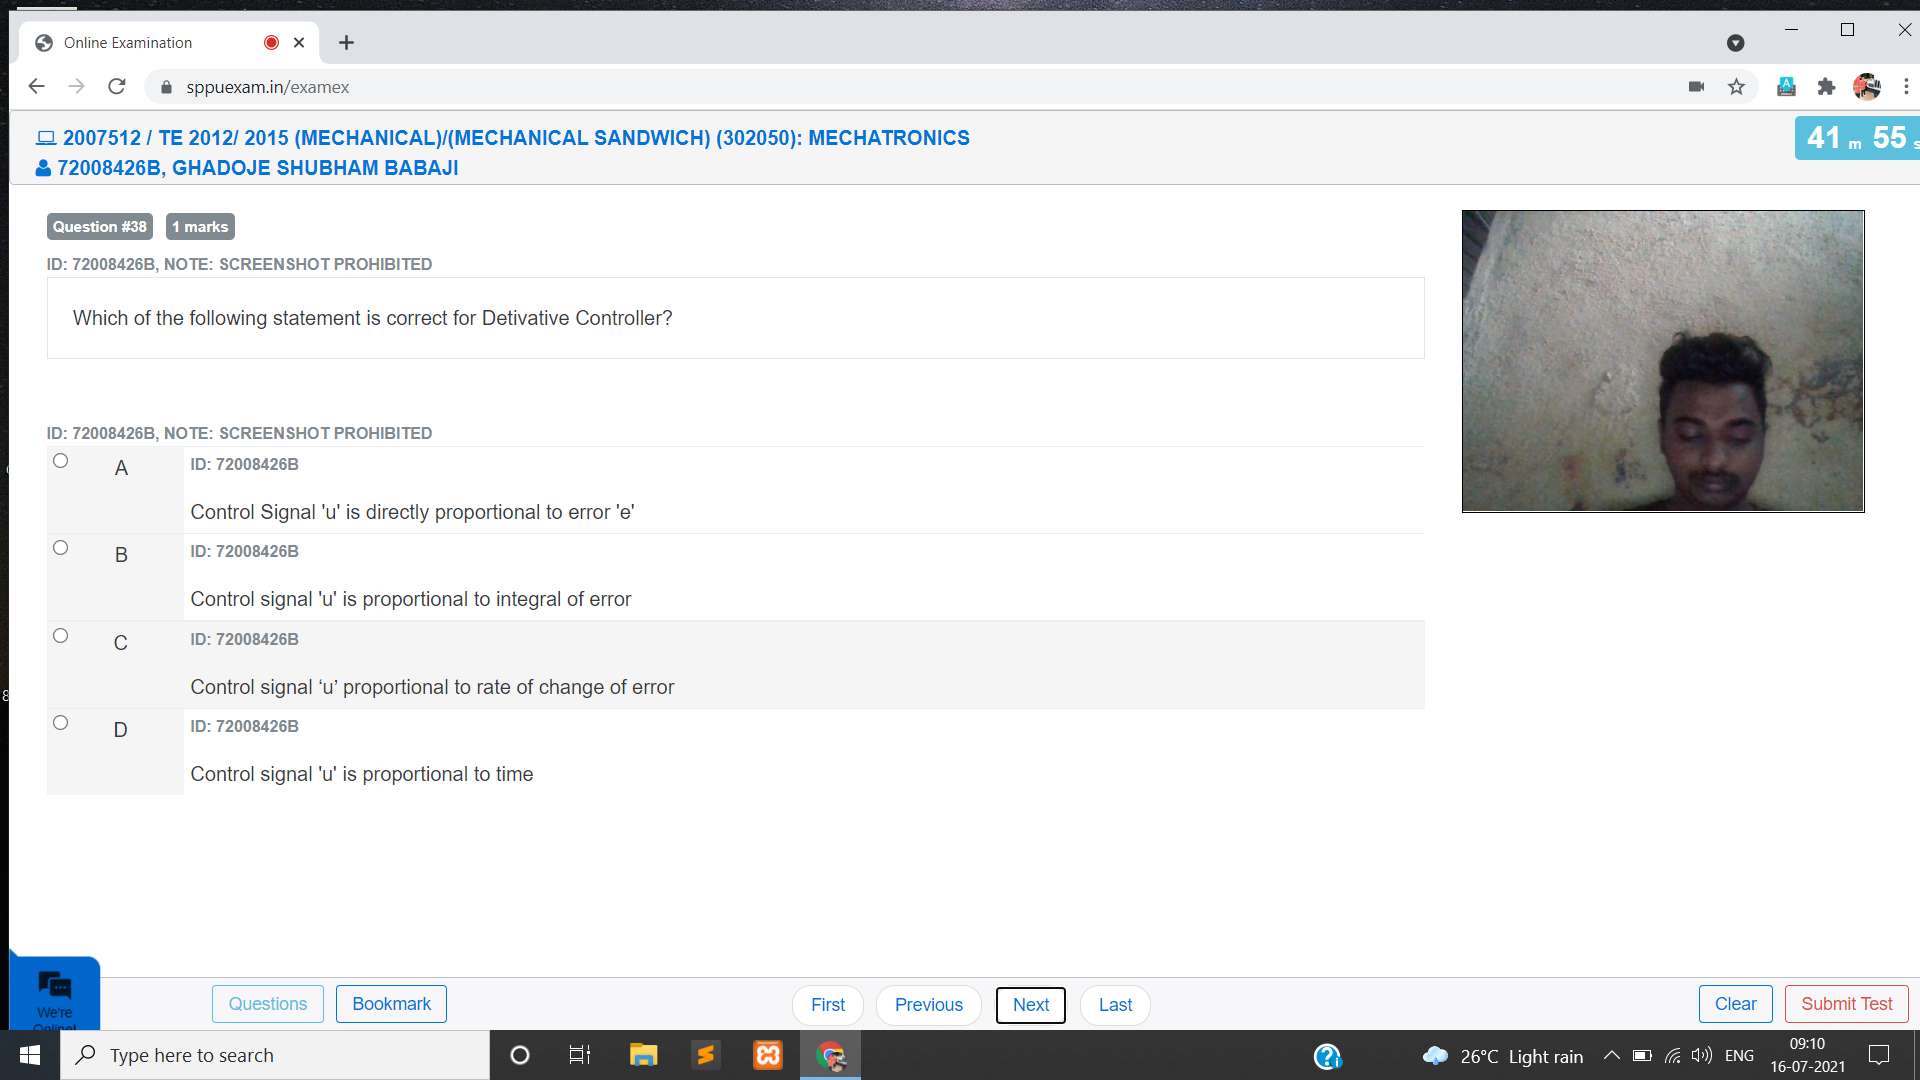 Online Examination
sppuexam.in/examex
2007512 / TE 2012/ 2015 (MECHANICAL)/(MECHANICAL SANDWICH) (302050): MECHATRONICS
72008426B, GHADOJE SHUBHAM BABAJI
41 m 55 s
Question #38 1 marks
ID: 72008426B, NOTE: SCREENSHOT PROHIBITED
Which of the following statement is correct for Detivative Controller?
ID: 72008426B, NOTE: SCREENSHOT PROHIBITED
A
ID: 72008426B
Control Signal 'u' is directly proportional to error 'e'
B
ID: 72008426B
Control signal 'u' is proportional to integral of error
C
ID: 72008426B
Control signal ‘u’ proportional to rate of change of error
D
ID: 72008426B
Control signal 'u' is proportional to time
We're
Online!
Questions Bookmark First Previous Next Last Clear Submit Test
Type here to search
26°C Light rain
ENG
09:10
16-07-2021